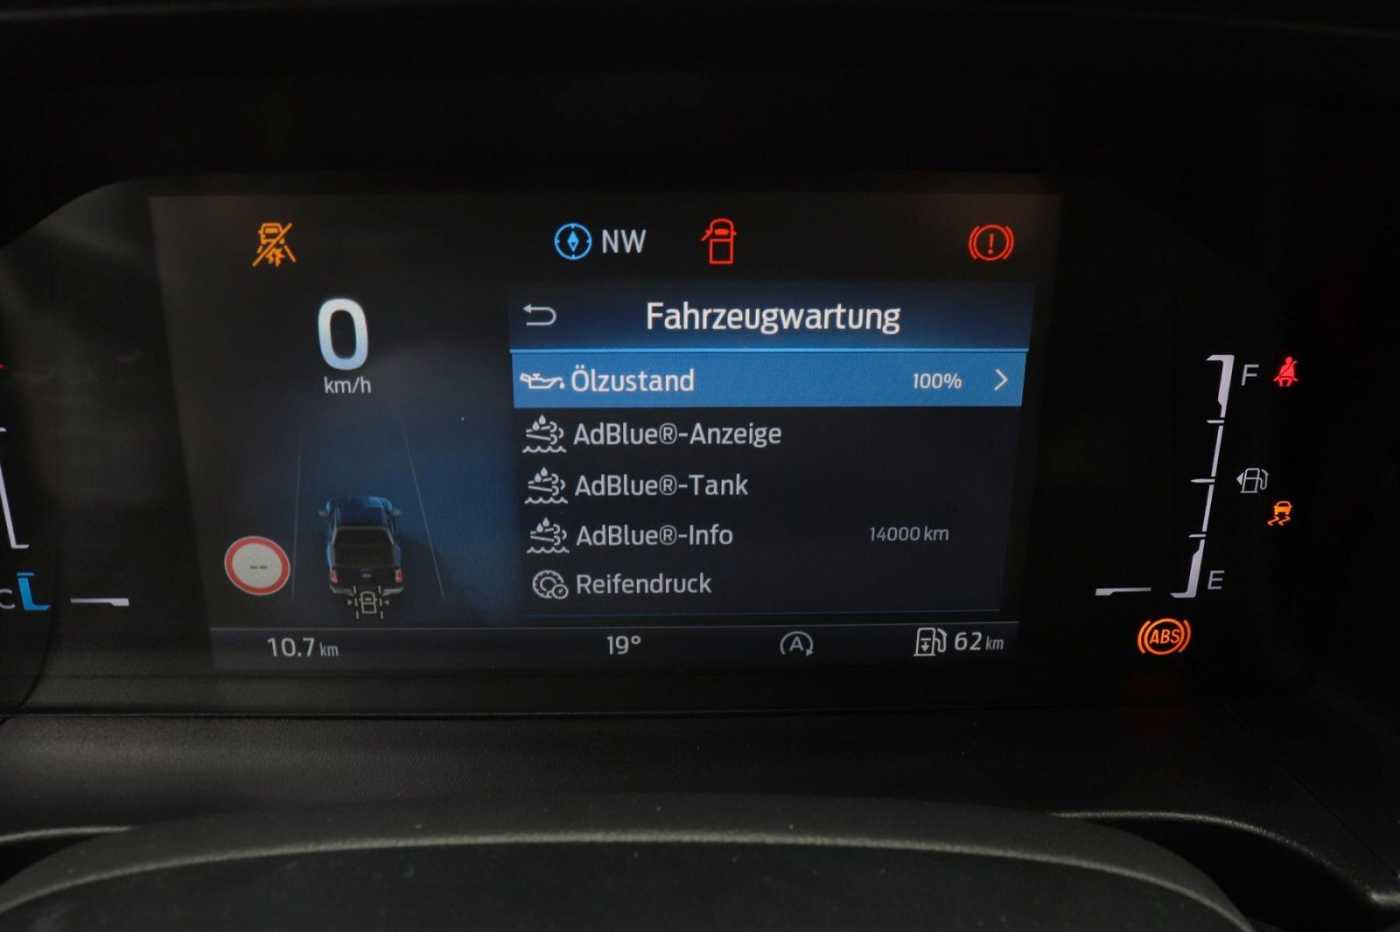 NW
0
km/h
Fahrzeugwartung
Ölzustand 100%
AdBlue®-Anzeige
AdBlue®-Tank
AdBlue®-Info 14000 km
Reifendruck
--
10.7 km
19°
A
62 km
F
E
ABS
C